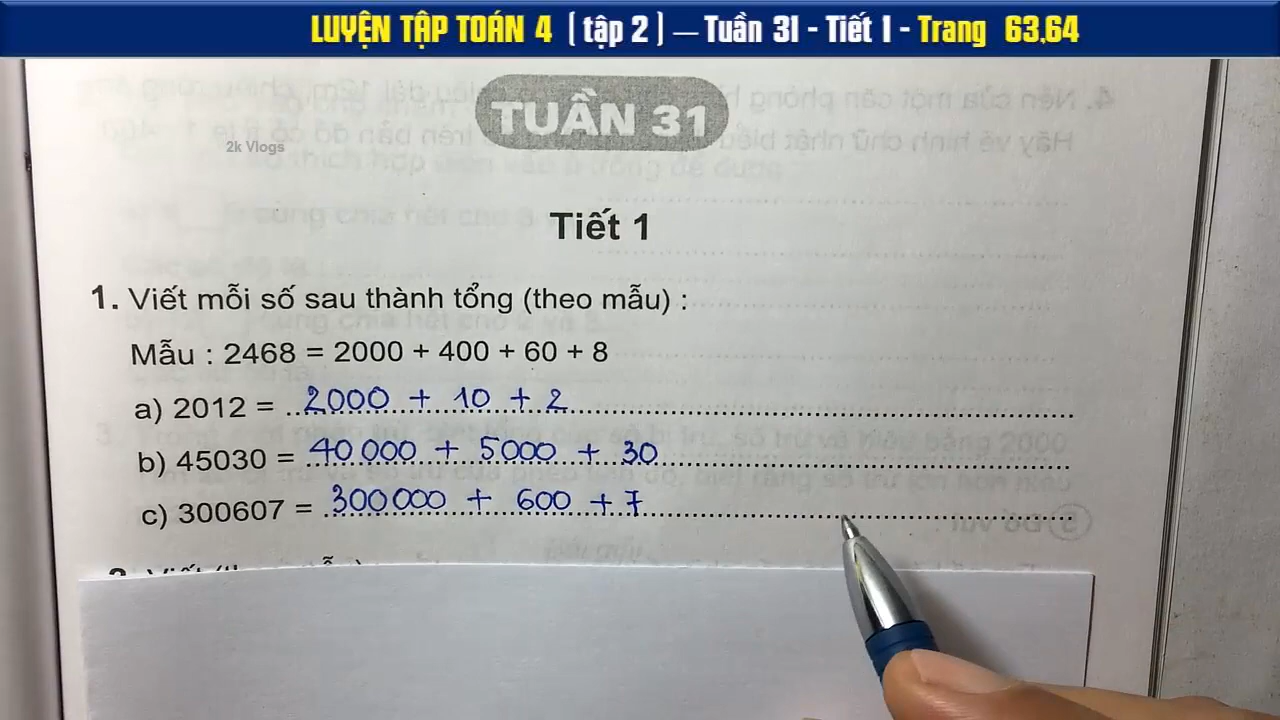 LUYỆN TẬP TOÁN 4 ( tập 2 ) — Tuần 31 - Tiết 1 - Trang 63,64
TUẦN 31
2k Vlogs
Tiết 1
1. Viết mỗi số sau thành tổng (theo mẫu) :
Mẫu : 2468 = 2000 + 400 + 60 + 8
a) 2012 = 2000 + 10 + 2
b) 45030 = 40 000 + 5000 + 30
c) 300607 = 300 000 + 600 + 7